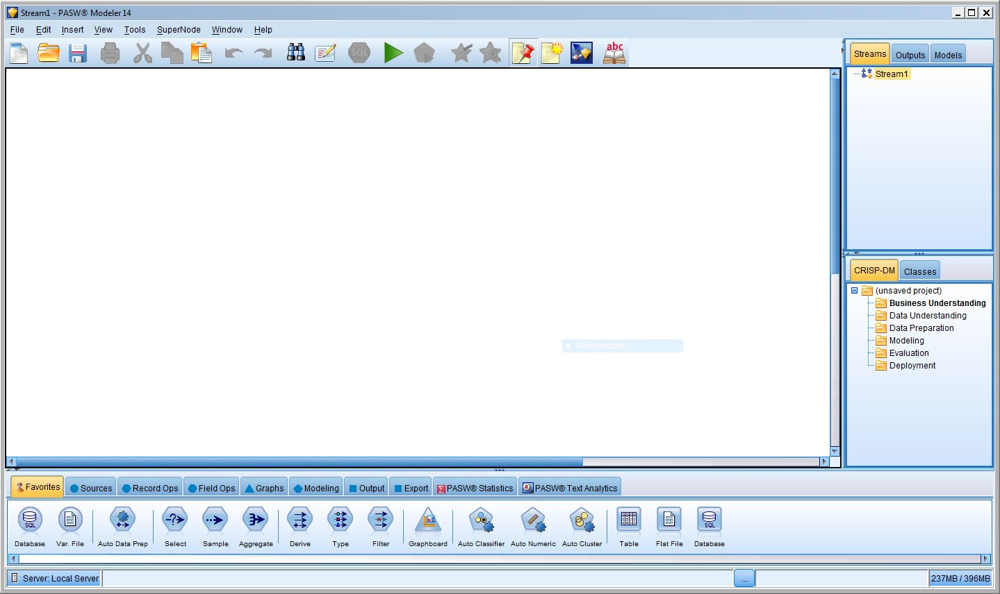 Stream1 - PASW® Modeler 14
File Edit Insert View Tools SuperNode Window Help
SQL
abc
Streams Outputs Models
Stream1
CRISP-DM Classes
(unsaved project)
Business Understanding
Data Understanding
Data Preparation
Modeling
Evaluation
Deployment
Ablakmetszet
Favorites Sources Record Ops Field Ops Graphs Modeling Output Export PASW® Statistics PASW® Text Analytics
SQL SQL
Database Var. File Auto Data Prep Select Sample Aggregate Derive Type Filter Graphboard Auto Classifier Auto Numeric Auto Cluster Table Flat File Database
Server: Local Server ... 237MB / 396MB